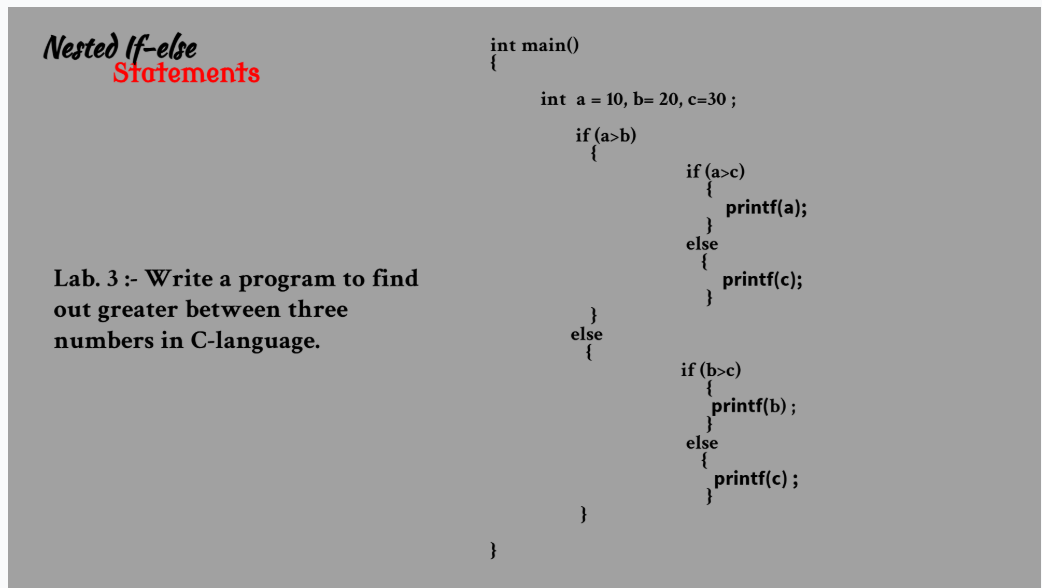 Nested If-else
Statements
Lab. 3 :- Write a program to find
out greater between three
numbers in C-language.
int main()
{
int  a = 10, b= 20, c=30 ;
if (a>b)
{
if (a>c)
{
printf(a);
}
else
{
printf(c);
}
}
else
{
if (b>c)
{
printf(b) ;
}
else
{
printf(c) ;
}
}
}